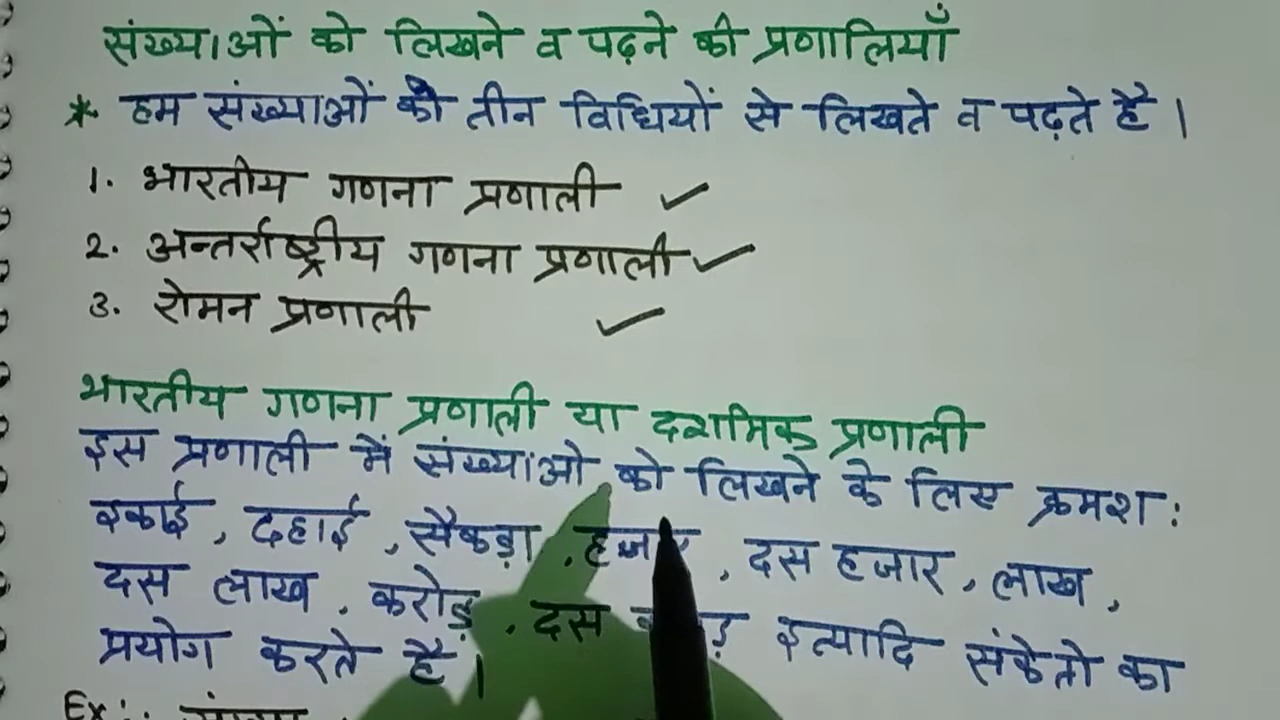 संख्याओं को लिखने व पढ़ने की प्रणालियाँ
* हम संख्याओं को तीन विधियों से लिखते व पढ़ते है ।
1. भारतीय गणना प्रणाली ✓
2. अन्तर्राष्ट्रीय गणना प्रणाली ✓
3. रोमन प्रणाली ✓
भारतीय गणना प्रणाली या दशमिक प्रणाली
इस प्रणाली में संख्याओ को लिखने के लिए क्रमश :
इकाई , दहाई , सैकड़ा , हजार , दस हजार , लाख ,
दस लाख , करोड़ , दस इत्यादि संकेतो का
प्रयोग करते है ।
Ex :- संख्या